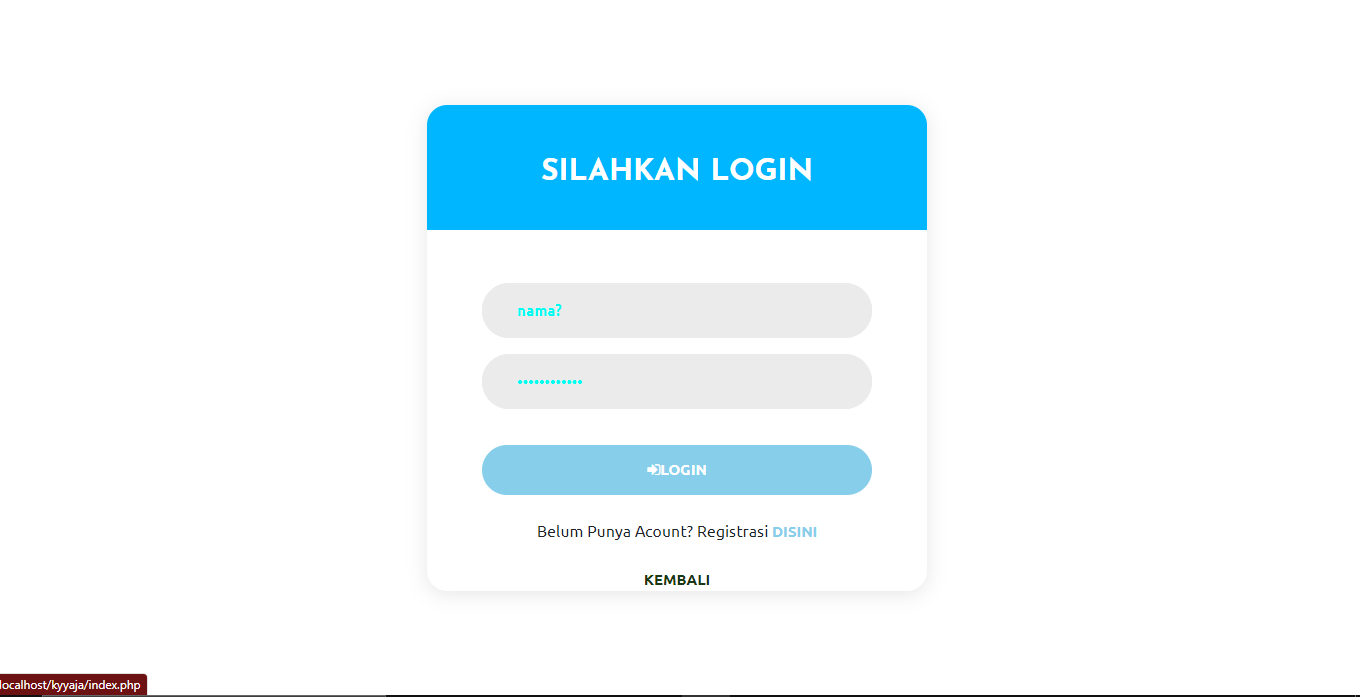 SILAHKAN LOGIN
nama?
••••••••••••
LOGIN
Belum Punya Acount? Registrasi DISINI
KEMBALI
localhost/kyyaja/index.php